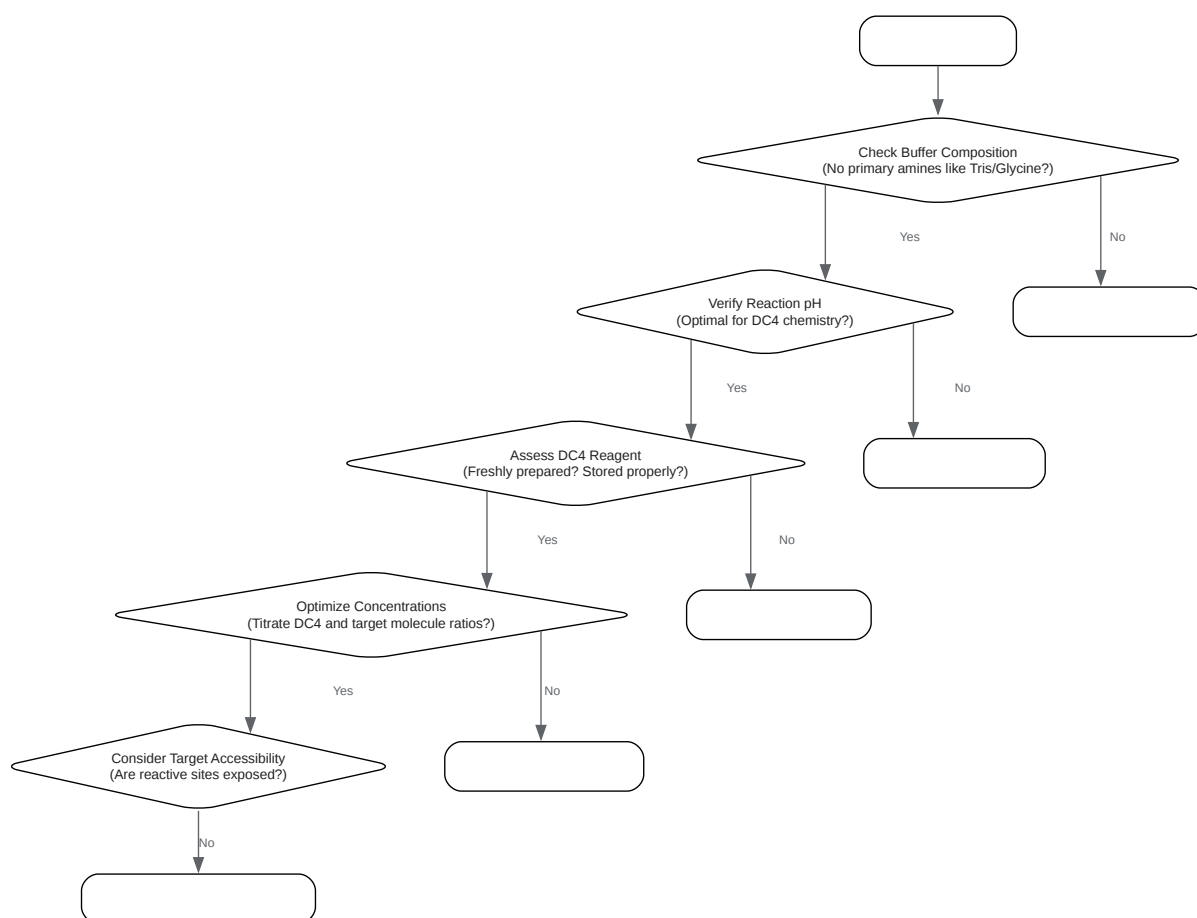 Check Buffer Composition
(No primary amines like Tris/Glycine?)
Yes
No
Verify Reaction pH
(Optimal for DC4 chemistry?)
Yes
No
Assess DC4 Reagent
(Freshly prepared? Stored properly?)
Yes
No
Optimize Concentrations
(Titrate DC4 and target molecule ratios?)
Yes
No
Consider Target Accessibility
(Are reactive sites exposed?)
No